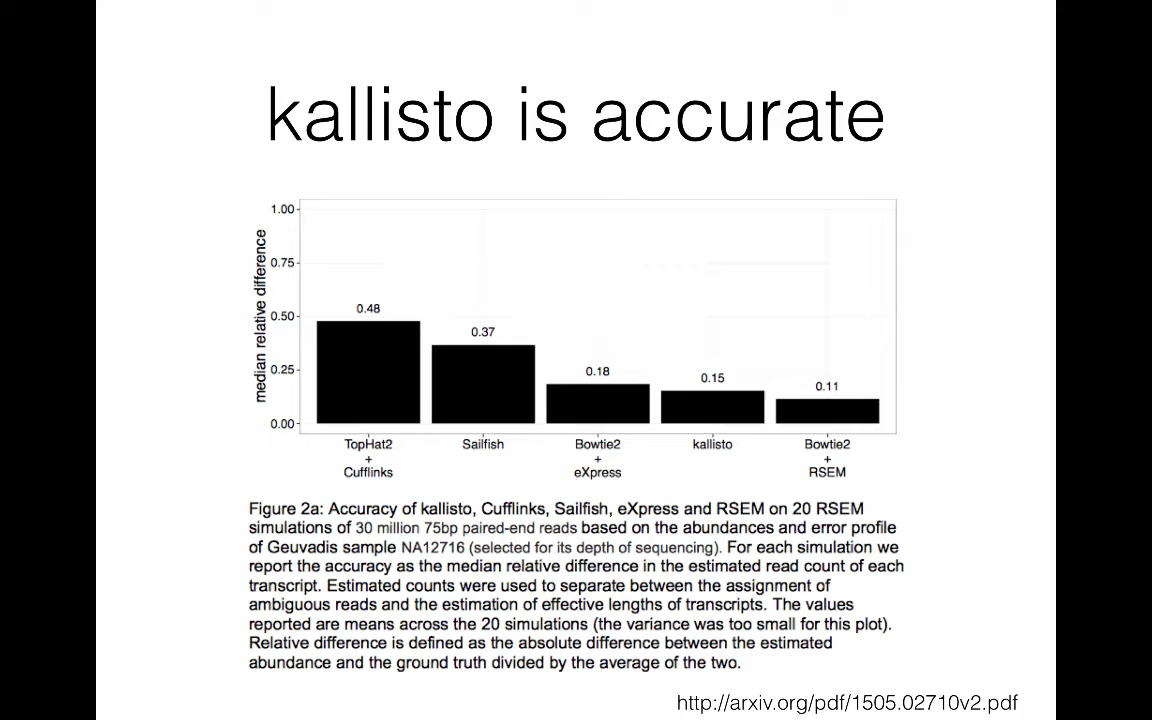 kallisto is accurate
median relative difference
1.00
0.75
0.50
0.25
0.00
0.48
0.37
0.18
0.15
0.11
TopHat2
+
Cufflinks
Sailfish
Bowtie2
+
eXpress
kallisto
Bowtie2
+
RSEM
Figure 2a: Accuracy of kallisto, Cufflinks, Sailfish, eXpress and RSEM on 20 RSEM
simulations of 30 million 75bp paired-end reads based on the abundances and error profile
of Geuvadis sample NA12716 (selected for its depth of sequencing). For each simulation we
report the accuracy as the median relative difference in the estimated read count of each
transcript. Estimated counts were used to separate between the assignment of
ambiguous reads and the estimation of effective lengths of transcripts. The values
reported are means across the 20 simulations (the variance was too small for this plot).
Relative difference is defined as the absolute difference between the estimated
abundance and the ground truth divided by the average of the two.
http://arxiv.org/pdf/1505.02710v2.pdf